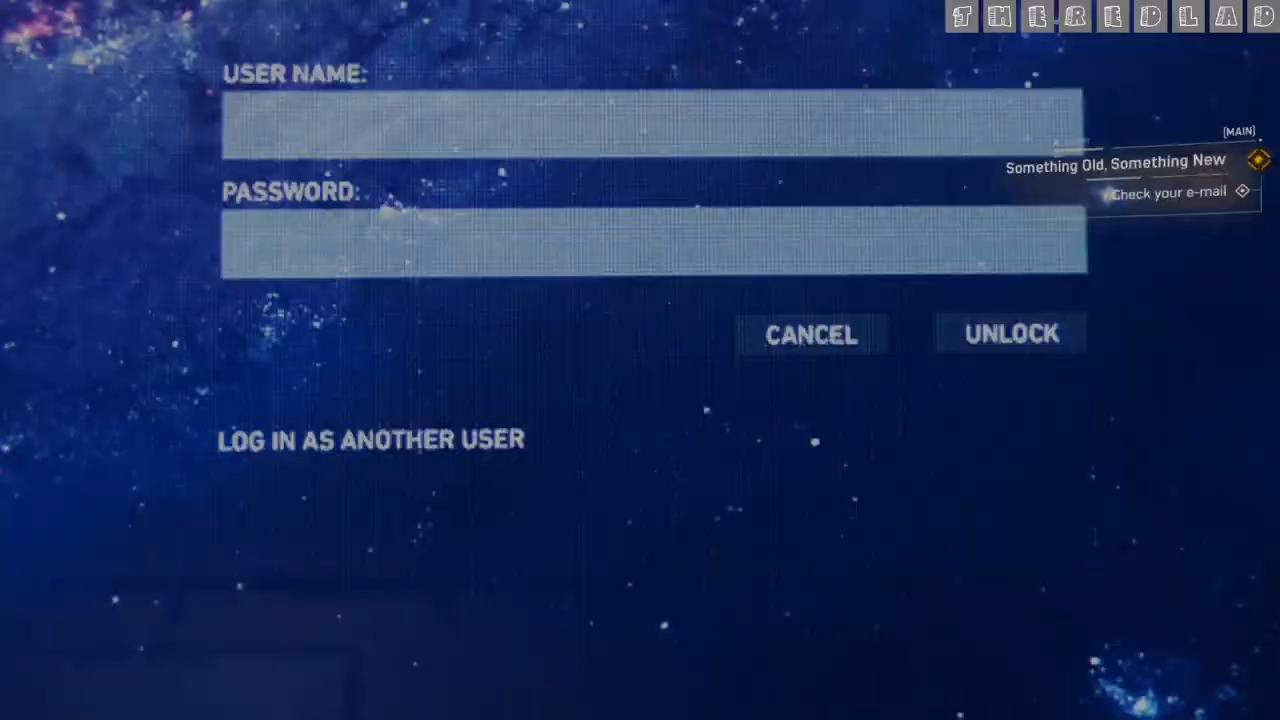 THEREDLAD
USER NAME:
[MAIN]
Something Old, Something New
PASSWORD:
Check your e-mail
CANCEL
UNLOCK
LOG IN AS ANOTHER USER